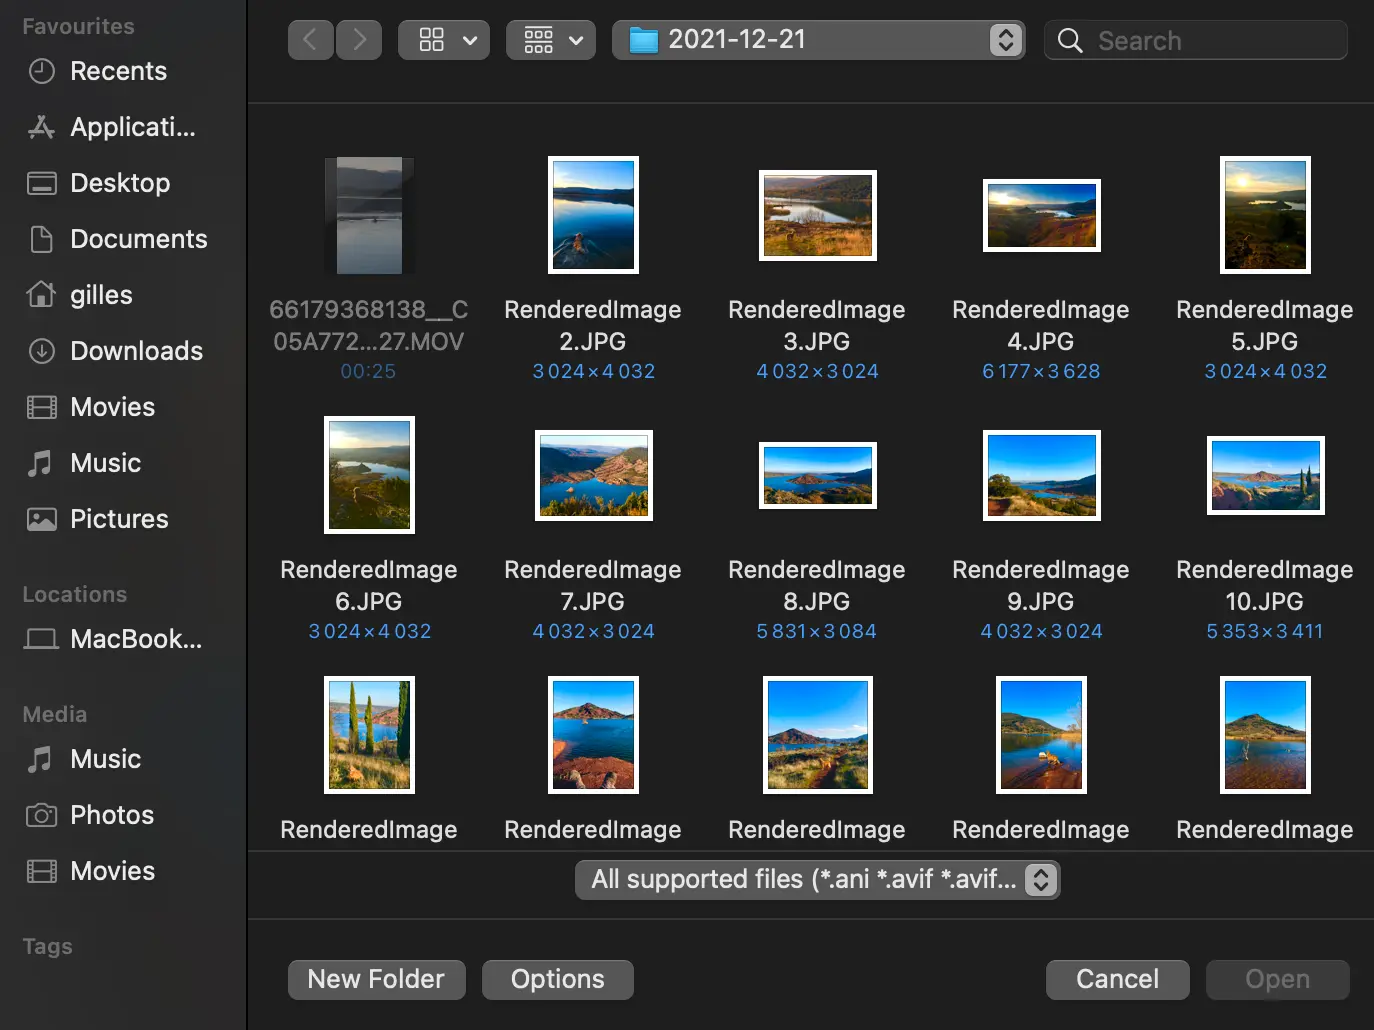 Favourites
Recents
Applicati...
Desktop
Documents
gilles
Downloads
Movies
Music
Pictures
Locations
MacBook...
Media
Music
Photos
Movies
Tags
2021-12-21
Search
66179368138__C
05A772...27.MOV
00:25
RenderedImage
2.JPG
3 024×4 032
RenderedImage
3.JPG
4 032×3 024
RenderedImage
4.JPG
6 177×3 628
RenderedImage
5.JPG
3 024×4 032
RenderedImage
6.JPG
3 024×4 032
RenderedImage
7.JPG
4 032×3 024
RenderedImage
8.JPG
5 831×3 084
RenderedImage
9.JPG
4 032×3 024
RenderedImage
10.JPG
5 353×3 411
RenderedImage
RenderedImage
RenderedImage
RenderedImage
RenderedImage
All supported files (*.ani *.avif *.avif...
New Folder
Options
Cancel
Open